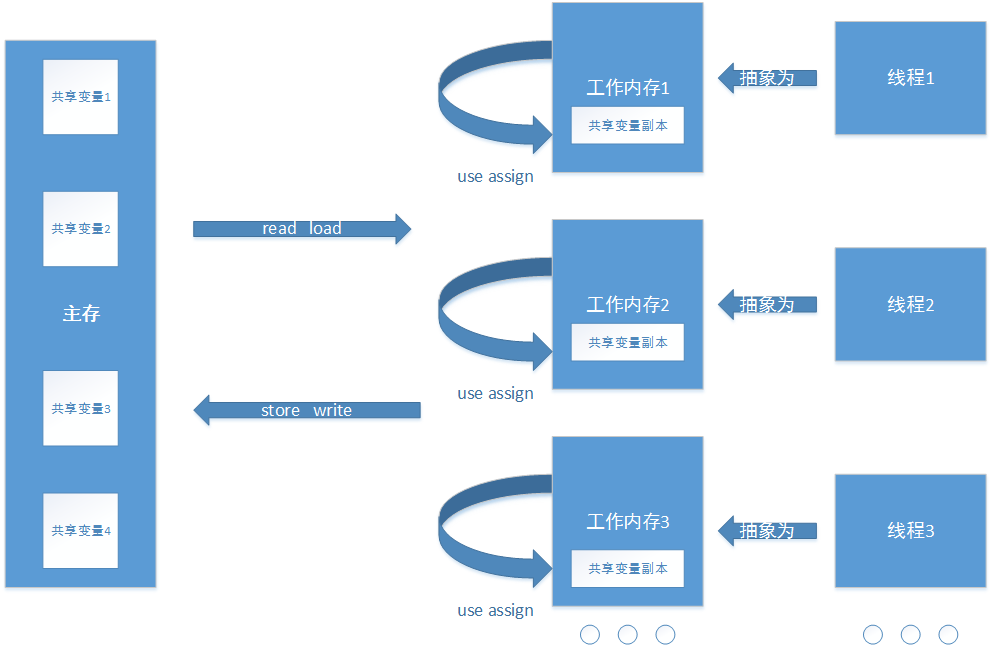 共享变量1
共享变量2
主存
共享变量3
共享变量4
read load
store write
工作内存1
共享变量副本
use assign
抽象为
线程1
工作内存2
共享变量副本
use assign
抽象为
线程2
工作内存3
共享变量副本
use assign
抽象为
线程3